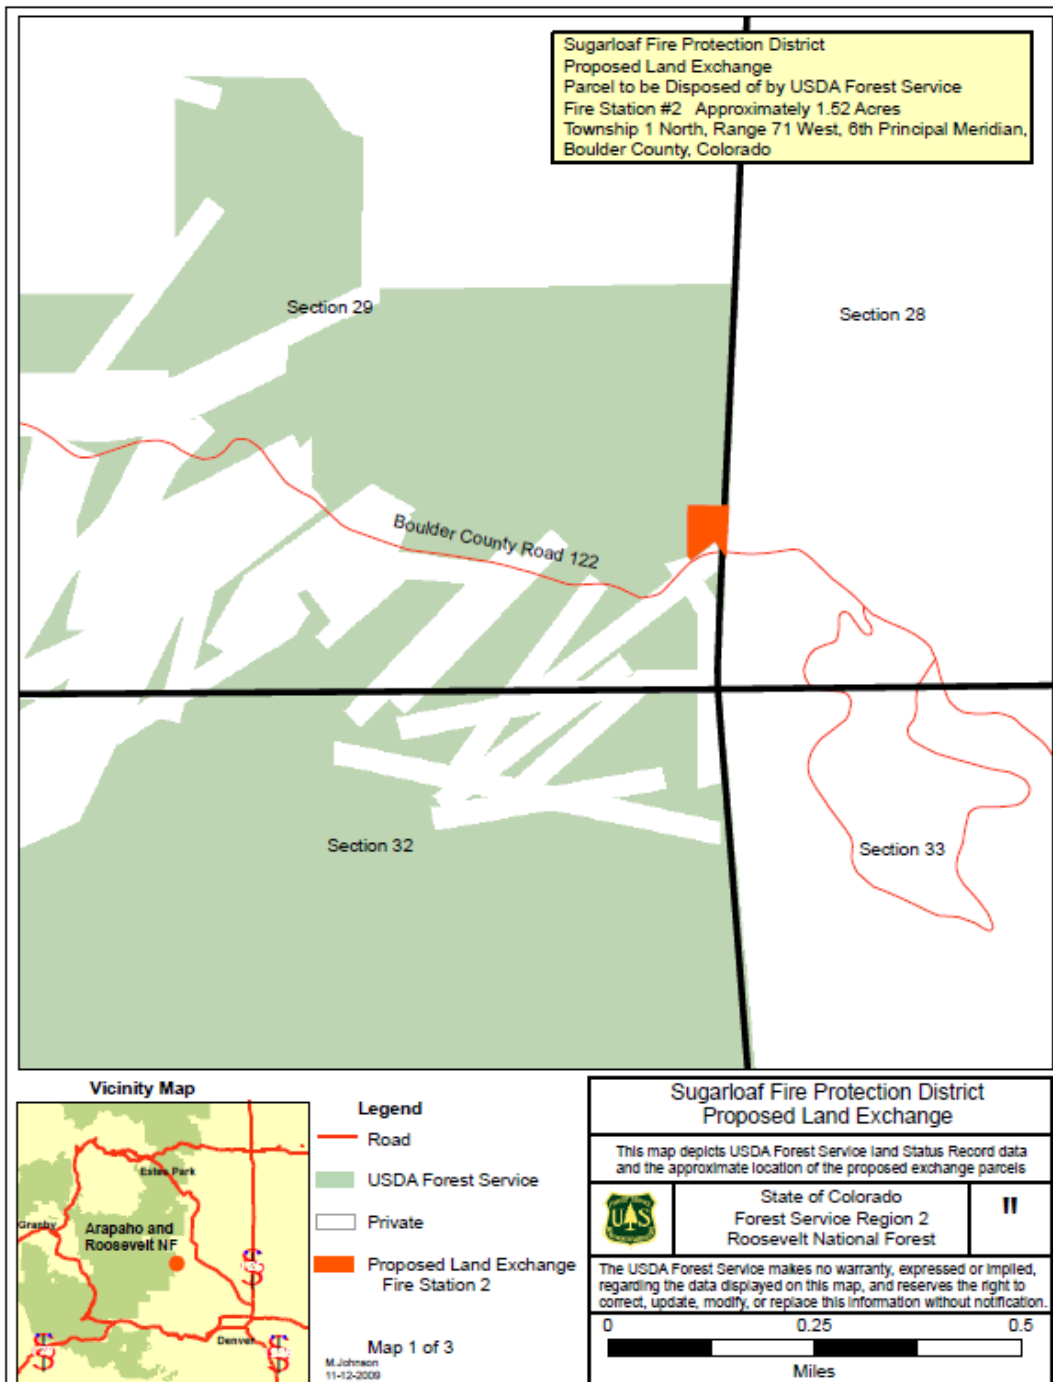 Sugarloaf Fire Protection District
Proposed Land Exchange
Parcel to be Disposed of by USDA Forest Service
Fire Station #2 Approximately 1.52 Acres
Township 1 North, Range 71 West, 6th Principal Meridian,
Boulder County, Colorado
Section 29
Section 28
Boulder County Road 122
Section 32
Section 33
Vicinity Map
Estes Park
Granby
Arapaho and
Roosevelt NF
Denver
Legend
Road
USDA Forest Service
Private
Proposed Land Exchange
Fire Station 2
Map 1 of 3
M.Johnson
11-12-2009
Sugarloaf Fire Protection District
Proposed Land Exchange
This map depicts USDA Forest Service land Status Record data
and the approximate location of the proposed exchange parcels
US
State of Colorado
Forest Service Region 2
Roosevelt National Forest
"
The USDA Forest Service makes no warranty, expressed or implied,
regarding the data displayed on this map, and reserves the right to
correct, update, modify, or replace this information without notification.
0 0.25 0.5
Miles